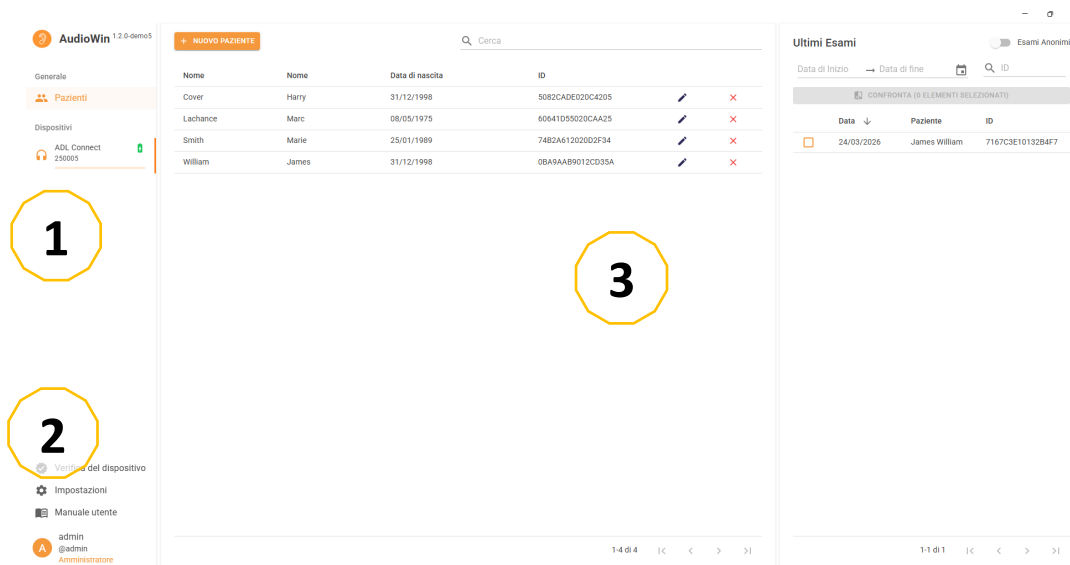 AudioWin 1.2.0-demo5
Generale
Pazienti
Dispositivi
ADL Connect
250005
1
2
Verifica del dispositivo
Impostazioni
Manuale utente
A
admin
@admin
Amministratore
+ NUOVO PAZIENTE
Cerca
Nome Nome Data di nascita ID
Cover Harry 31/12/1998 5082CADE020C4205
Lachance Marc 08/05/1975 60641D55020CAA25
Smith Marie 25/01/1989 74B2A612020D2F34
William James 31/12/1998 0BA9AAB9012CD35A
3
1-4 di 4
Ultimi Esami
Esami Anonimi
Data di Inizio → Data di fine
ID
CONFRONTA (0 ELEMENTI SELEZIONATI)
Data ↓ Paziente ID
24/03/2026 James William 7167C3E10132B4F7
1-1 di 1